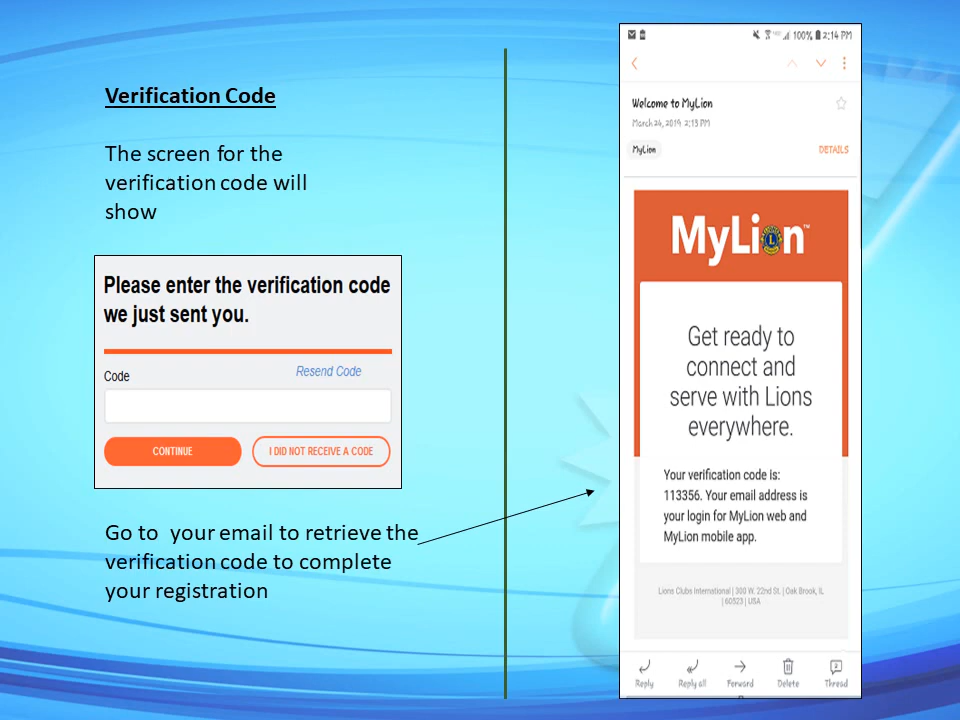 Verification Code
The screen for the
verification code will
show
Please enter the verification code
we just sent you.
Code
Resend Code
CONTINUE
I DID NOT RECEIVE A CODE
Go to  your email to retrieve the
verification code to complete
your registration
100% 2:14 PM
Welcome to MyLion
March 24, 2019 2:13 PM
MyLion
DETAILS
MyLion™
Get ready to
connect and
serve with Lions
everywhere.
Your verification code is:
113356. Your email address is
your login for MyLion web and
MyLion mobile app.
Lions Clubs International | 300 W. 22nd St. | Oak Brook, IL
| 60523 | USA
Reply
Reply all
Forward
Delete
2
Thread